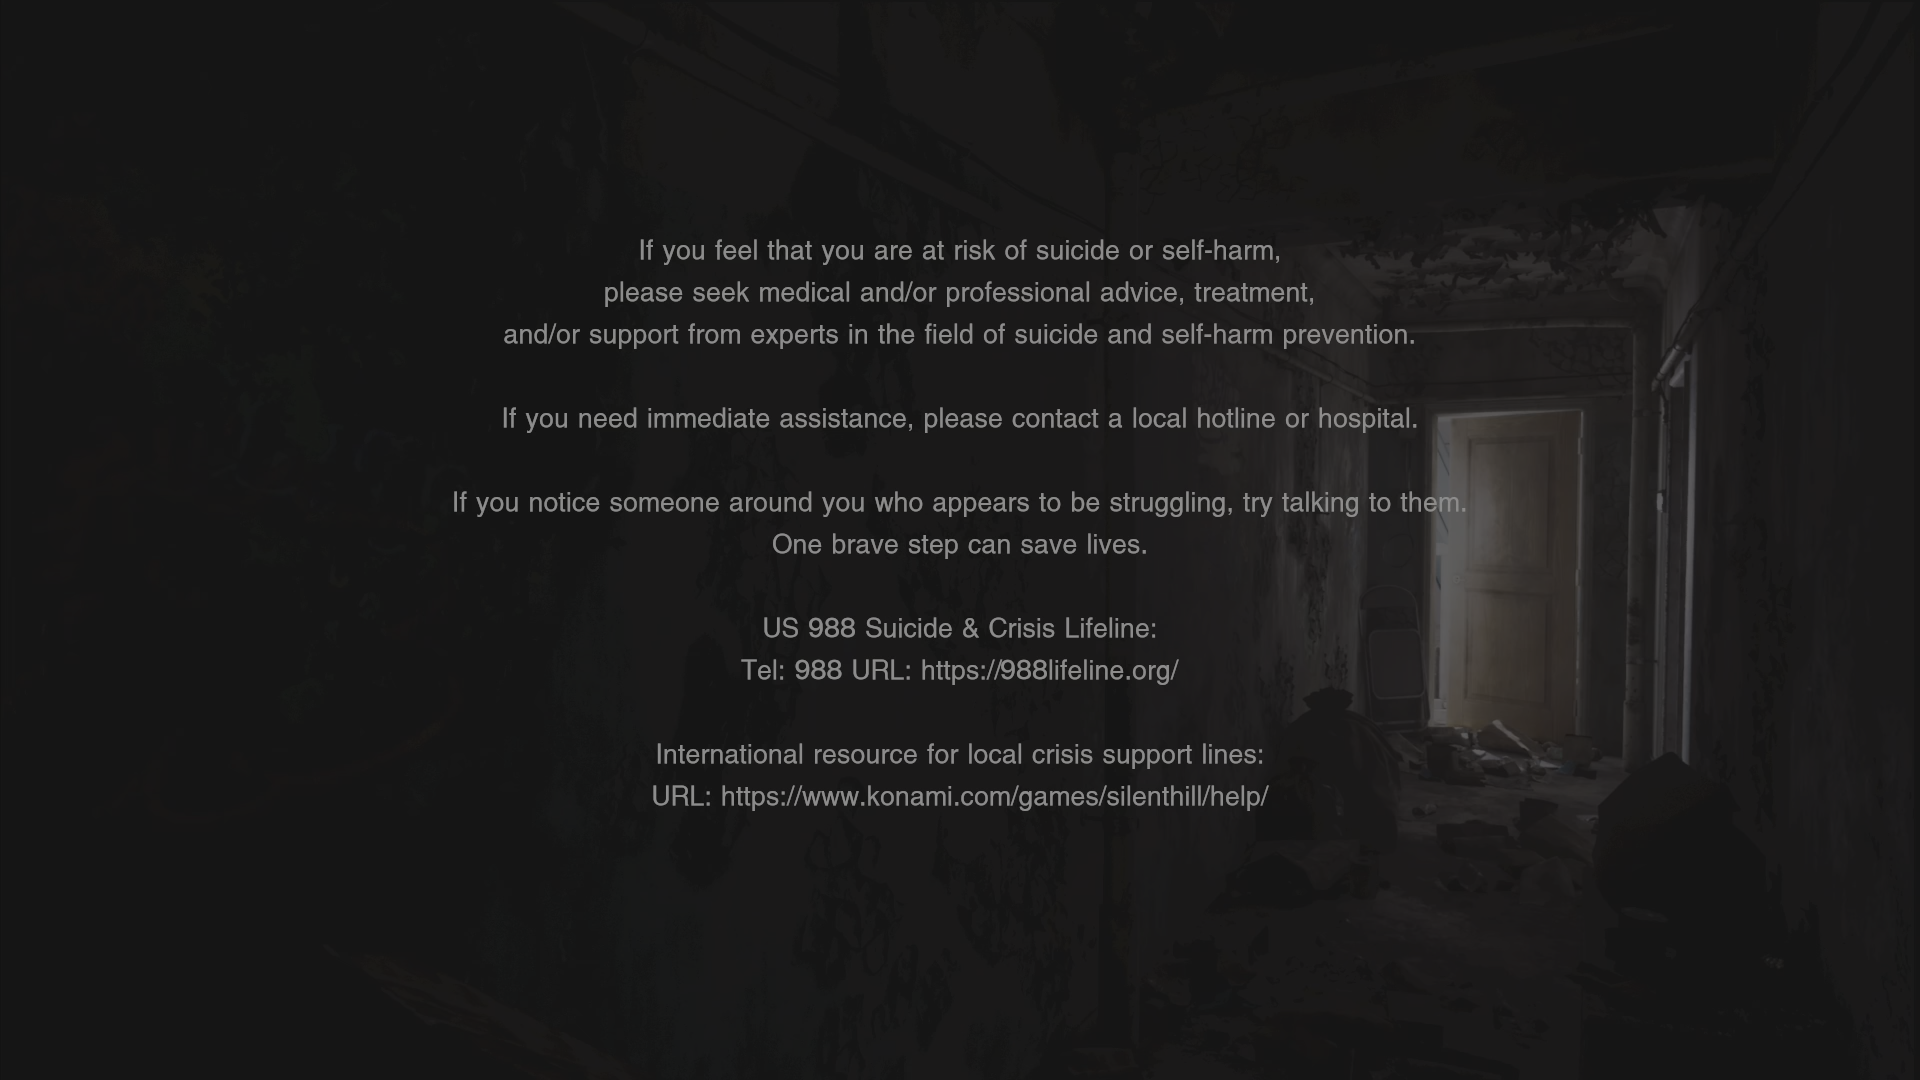 If you feel that you are at risk of suicide or self-harm,
please seek medical and/or professional advice, treatment,
and/or support from experts in the field of suicide and self-harm prevention.
If you need immediate assistance, please contact a local hotline or hospital.
If you notice someone around you who appears to be struggling, try talking to them.
One brave step can save lives.
US 988 Suicide & Crisis Lifeline:
Tel: 988 URL: https://988lifeline.org/
International resource for local crisis support lines:
URL: https://www.konami.com/games/silenthill/help/